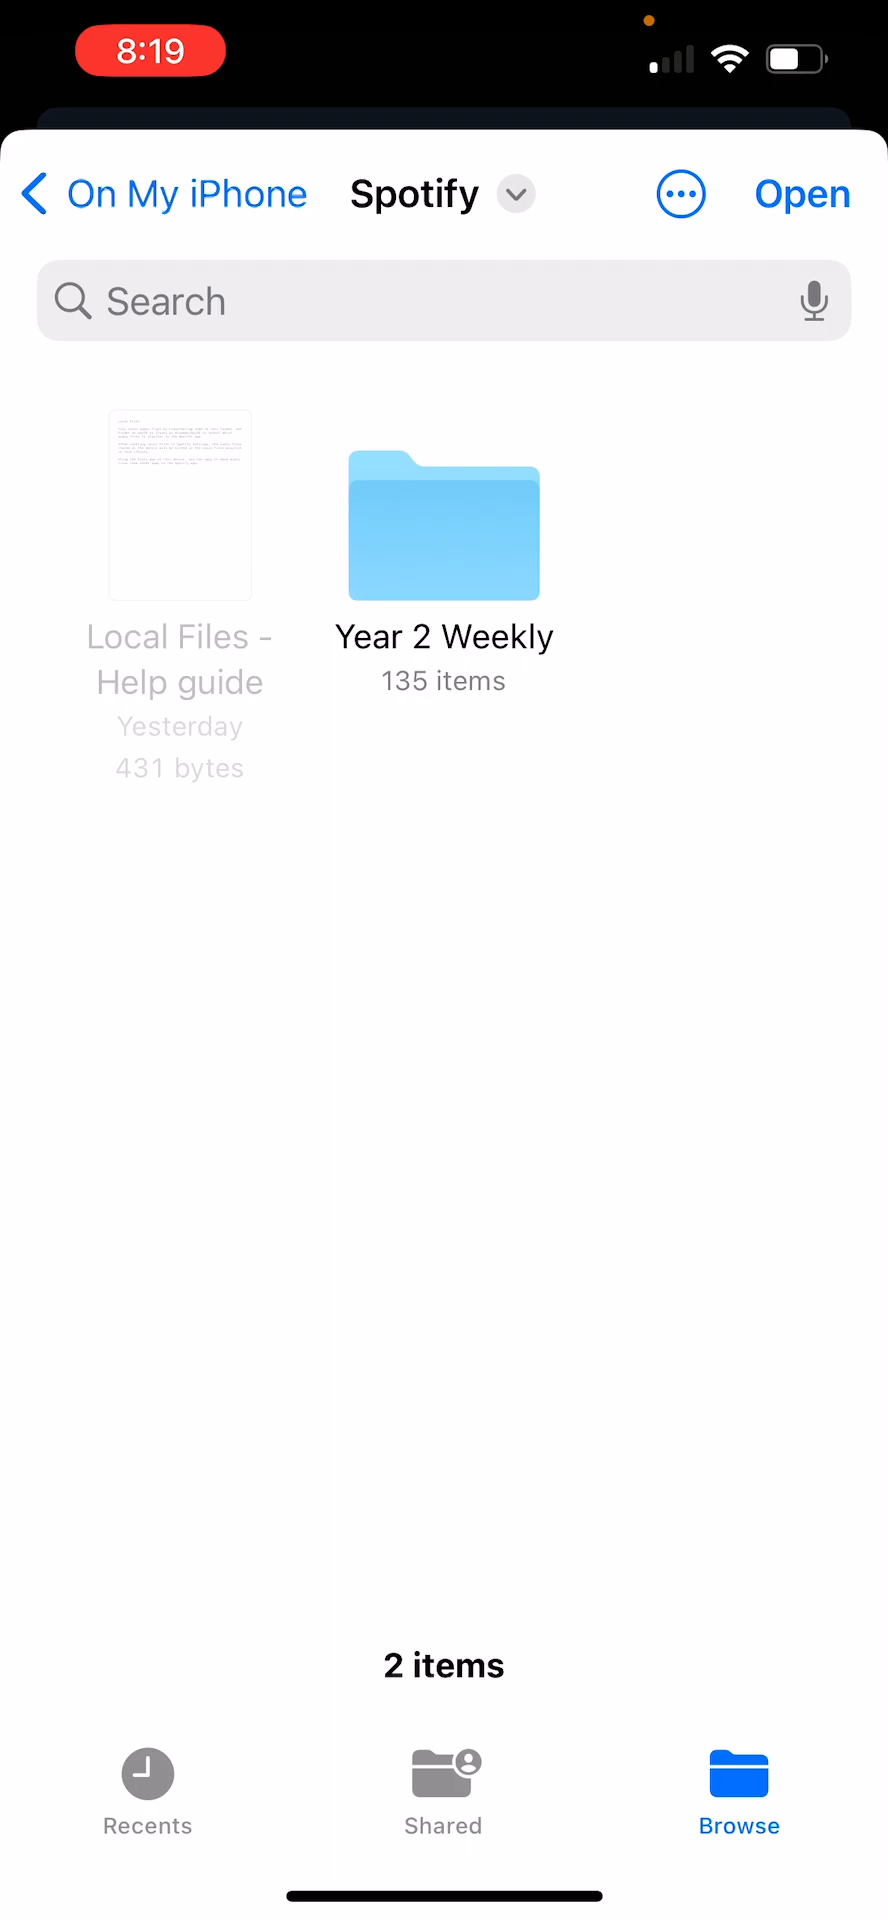 8:19
On My iPhone
Spotify
Open
Search
Local Files -
Help guide
Yesterday
431 bytes
Year 2 Weekly
135 items
2 items
Recents
Shared
Browse